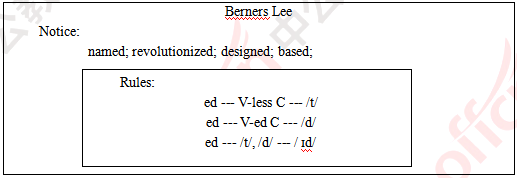 Berners Lee
Notice:
named; revolutionized; designed; based;
Rules:
ed --- V-less C --- /t/
ed --- V-ed C --- /d/
ed --- /t/, /d/ --- / ɪd/